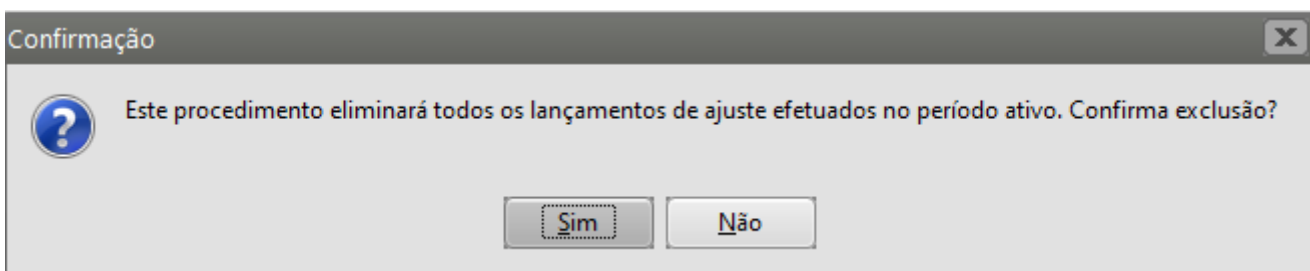 Confirmação
Este procedimento eliminará todos os lançamentos de ajuste efetuados no período ativo. Confirma exclusão?
Sim
Não